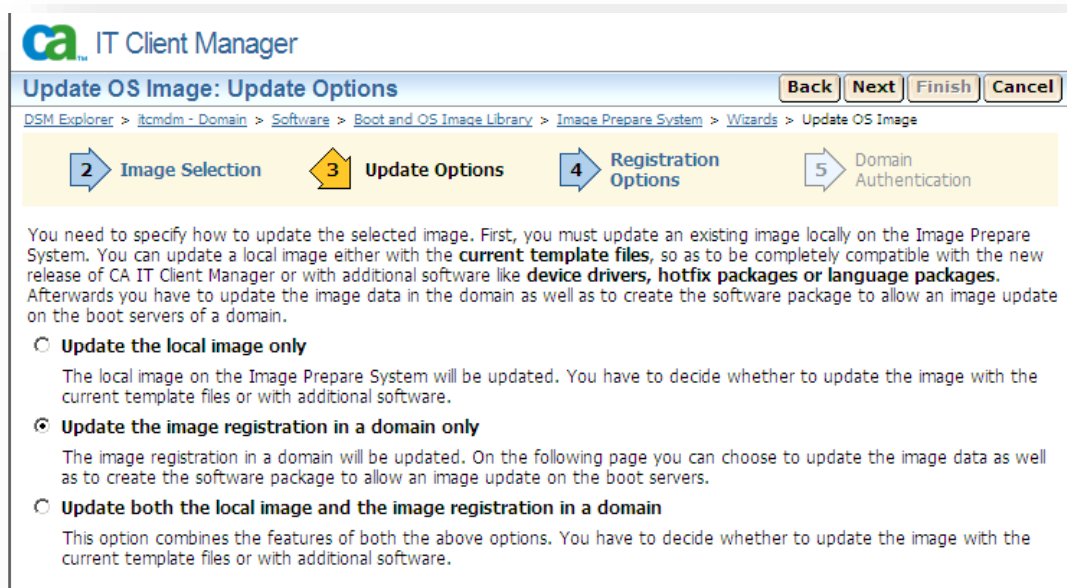 ca™ IT Client Manager
Update OS Image: Update Options Back Next Finish Cancel
DSM Explorer > itcmdm - Domain > Software > Boot and OS Image Library > Image Prepare System > Wizards > Update OS Image
2 Image Selection 3 Update Options 4 Registration Options 5 Domain Authentication
You need to specify how to update the selected image. First, you must update an existing image locally on the Image Prepare
System. You can update a local image either with the current template files, so as to be completely compatible with the new
release of CA IT Client Manager or with additional software like device drivers, hotfix packages or language packages.
Afterwards you have to update the image data in the domain as well as to create the software package to allow an image update
on the boot servers of a domain.
Update the local image only
The local image on the Image Prepare System will be updated. You have to decide whether to update the image with the
current template files or with additional software.
Update the image registration in a domain only
The image registration in a domain will be updated. On the following page you can choose to update the image data as well
as to create the software package to allow an image update on the boot servers.
Update both the local image and the image registration in a domain
This option combines the features of both the above options. You have to decide whether to update the image with the
current template files or with additional software.